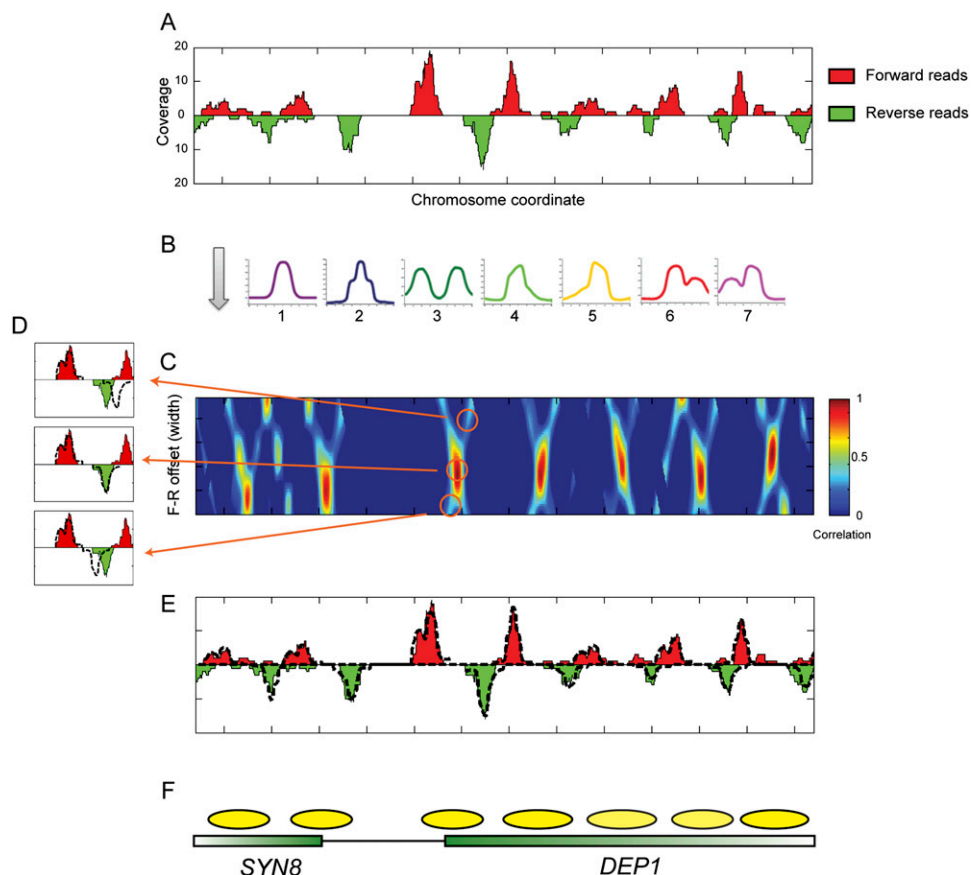 A
20
10
0
10
20
Coverage
Chromosome coordinate
Forward reads
Reverse reads
B
1 2 3 4 5 6 7
D
C
F-R offset (width)
1
0.5
0
Correlation
E
F
SYN8 DEP1